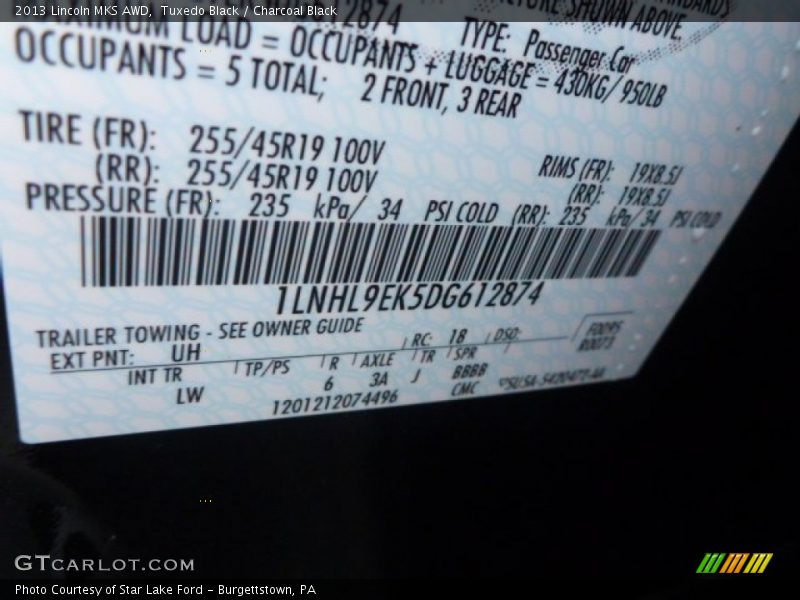 2013 Lincoln MKS AWD, Tuxedo Black / Charcoal Black
12874
SHOWN ABOVE.
MAXIMUM LOAD = OCCUPANTS + LUGGAGE = 430KG/ 950LB
TYPE: Passenger Car
OCCUPANTS = 5 TOTAL; 2 FRONT, 3 REAR
TIRE (FR): 255/45R19 100V RIMS (FR): 19X8.5J
(RR): 255/45R19 100V (RR): 19X8.5J
PRESSURE (FR): 235 kPa/ 34 PSI COLD (RR): 235 kPa/ 34 PSI COLD
1LNHL9EK5DG612874
TRAILER TOWING - SEE OWNER GUIDE
EXT PNT: UH RC: 18 DSO:
INT TR TP/PS R AXLE TR SPR
LW 6 3A J BBBB
1201212074496 CMC
GTCARLOT.COM
Photo Courtesy of Star Lake Ford - Burgettstown, PA